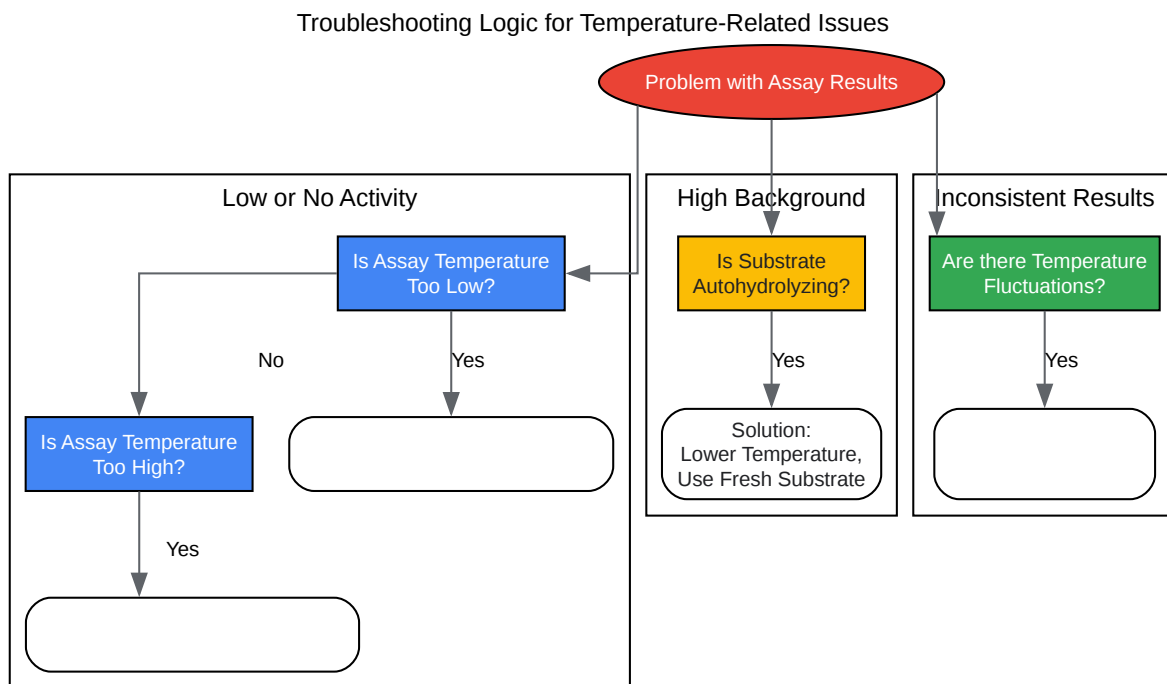 Troubleshooting Logic for Temperature-Related Issues
Problem with Assay Results
Low or No Activity
High Background
Inconsistent Results
Is Assay Temperature
Too Low?
Is Substrate
Autohydrolyzing?
Are there Temperature
Fluctuations?
No
Yes
Yes
Yes
Is Assay Temperature
Too High?
Solution:
Lower Temperature,
Use Fresh Substrate
Yes